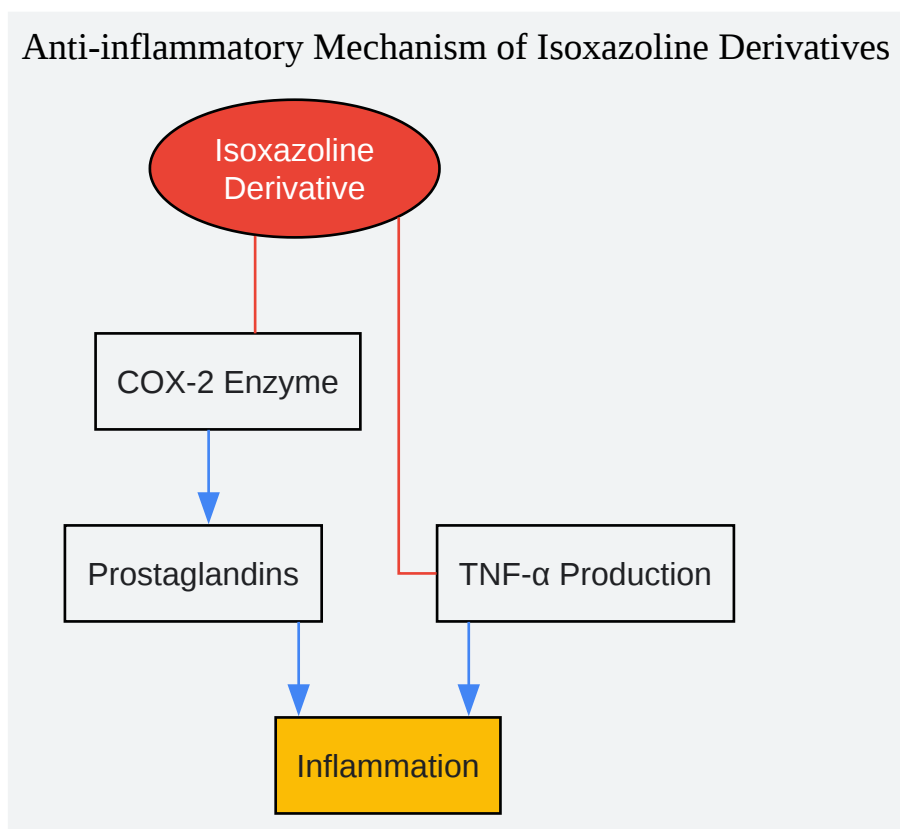 Anti-inflammatory Mechanism of Isoxazoline Derivatives
Isoxazoline
Derivative
COX-2 Enzyme
Prostaglandins
TNF-α Production
Inflammation